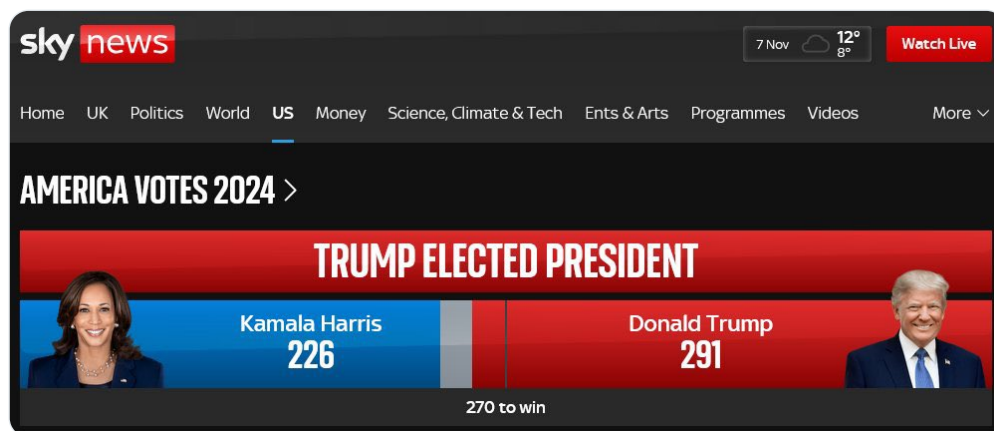 sky news
7 Nov 12° 8° Watch Live
Home UK Politics World US Money Science, Climate & Tech Ents & Arts Programmes Videos More
AMERICA VOTES 2024
TRUMP ELECTED PRESIDENT
Kamala Harris Donald Trump
226 291
270 to win